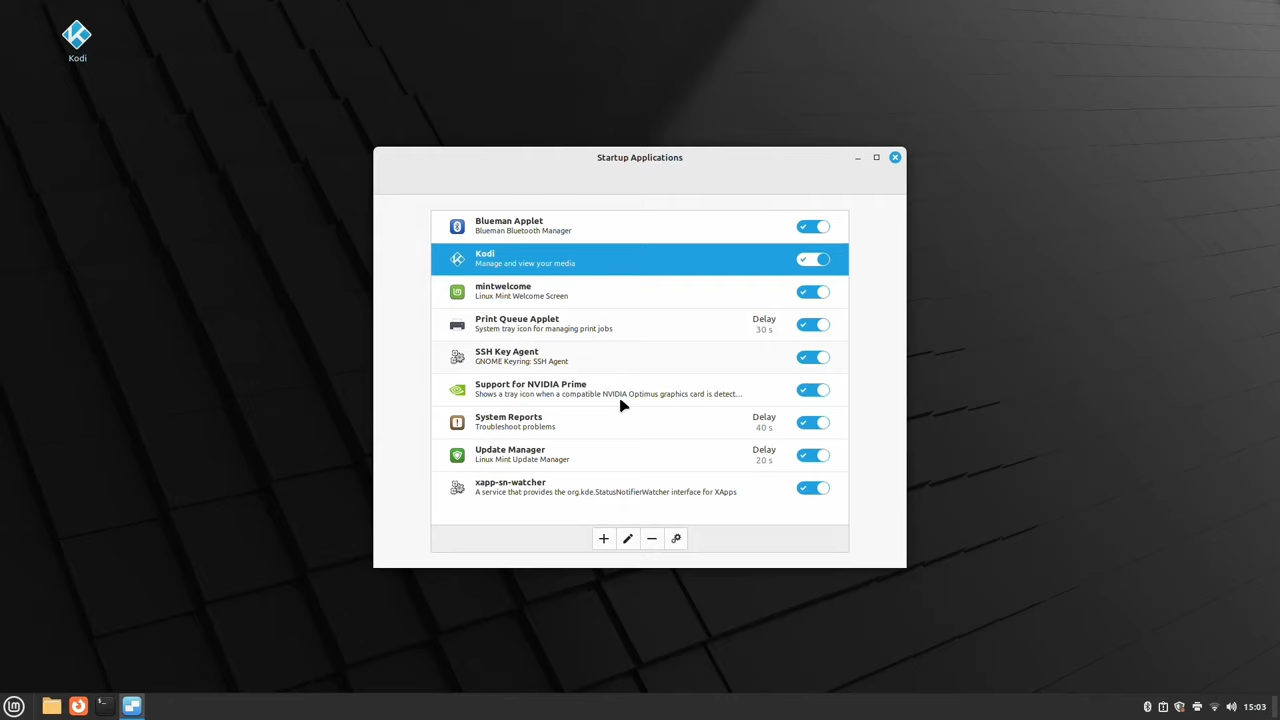 Kodi
Startup Applications
Blueman Applet
Blueman Bluetooth Manager
Kodi
Manage and view your media
mintwelcome
Linux Mint Welcome Screen
Print Queue Applet
System tray icon for managing print jobs
Delay
30 s
SSH Key Agent
GNOME Keyring: SSH Agent
Support for NVIDIA Prime
Shows a tray icon when a compatible NVIDIA Optimus graphics card is detect...
System Reports
Troubleshoot problems
Delay
40 s
Update Manager
Linux Mint Update Manager
Delay
20 s
xapp-sn-watcher
A service that provides the org.kde.StatusNotifierWatcher interface for XApps
15:03